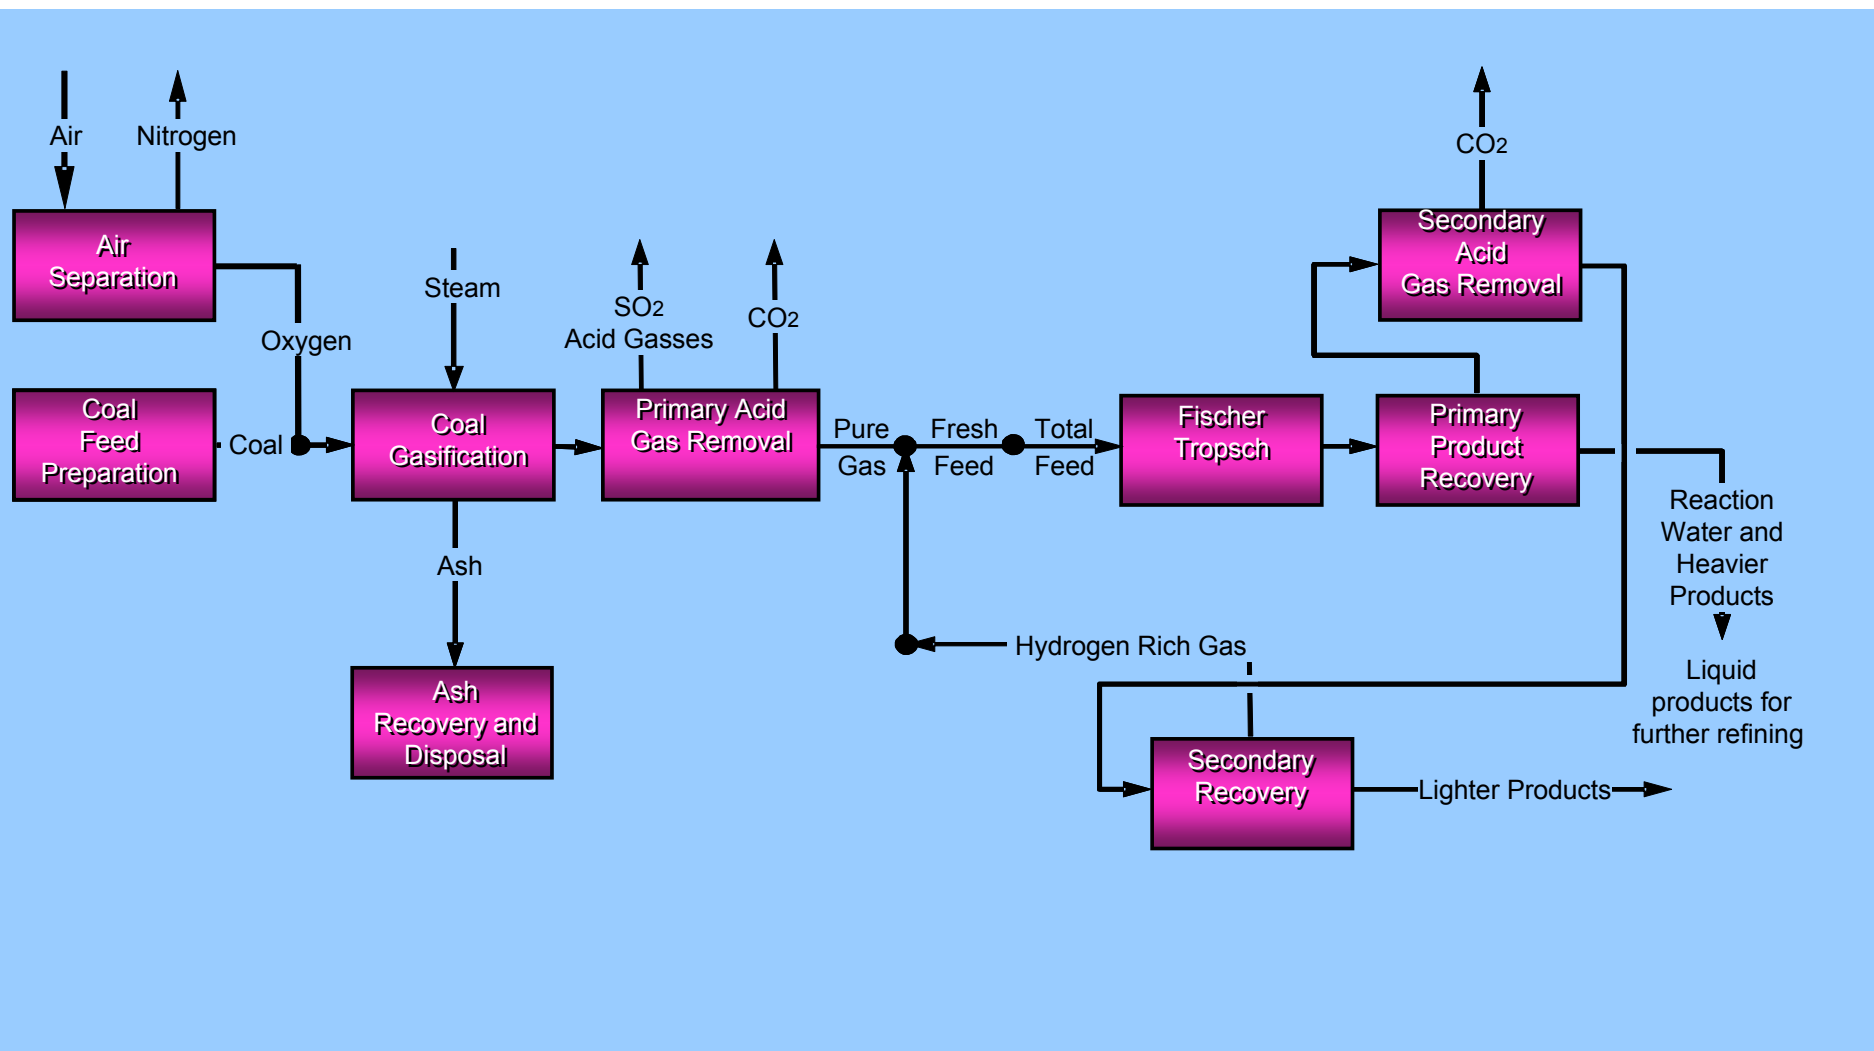 Air
Nitrogen
Air
Separation
Oxygen
Coal
Feed
Preparation
Coal
Steam
Coal
Gasification
Ash
Ash
Recovery and
Disposal
SO2
Acid Gasses
CO2
Primary Acid
Gas Removal
Pure
Gas
Fresh
Feed
Total
Feed
Fischer
Tropsch
Primary
Product
Recovery
CO2
Secondary
Acid
Gas Removal
Reaction
Water and
Heavier
Products
Liquid
products for
further refining
Hydrogen Rich Gas
Secondary
Recovery
Lighter Products